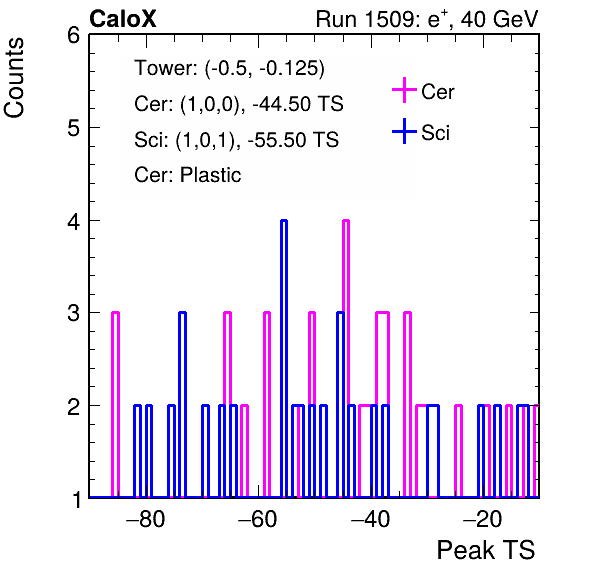 CaloX Run 1509: e⁺, 40 GeV
Counts
Tower: (-0.5, -0.125)
Cer: (1,0,0), -44.50 TS
Sci: (1,0,1), -55.50 TS
Cer: Plastic
Cer
Sci
6
5
4
3
2
1
−80 −60 −40 −20
Peak TS